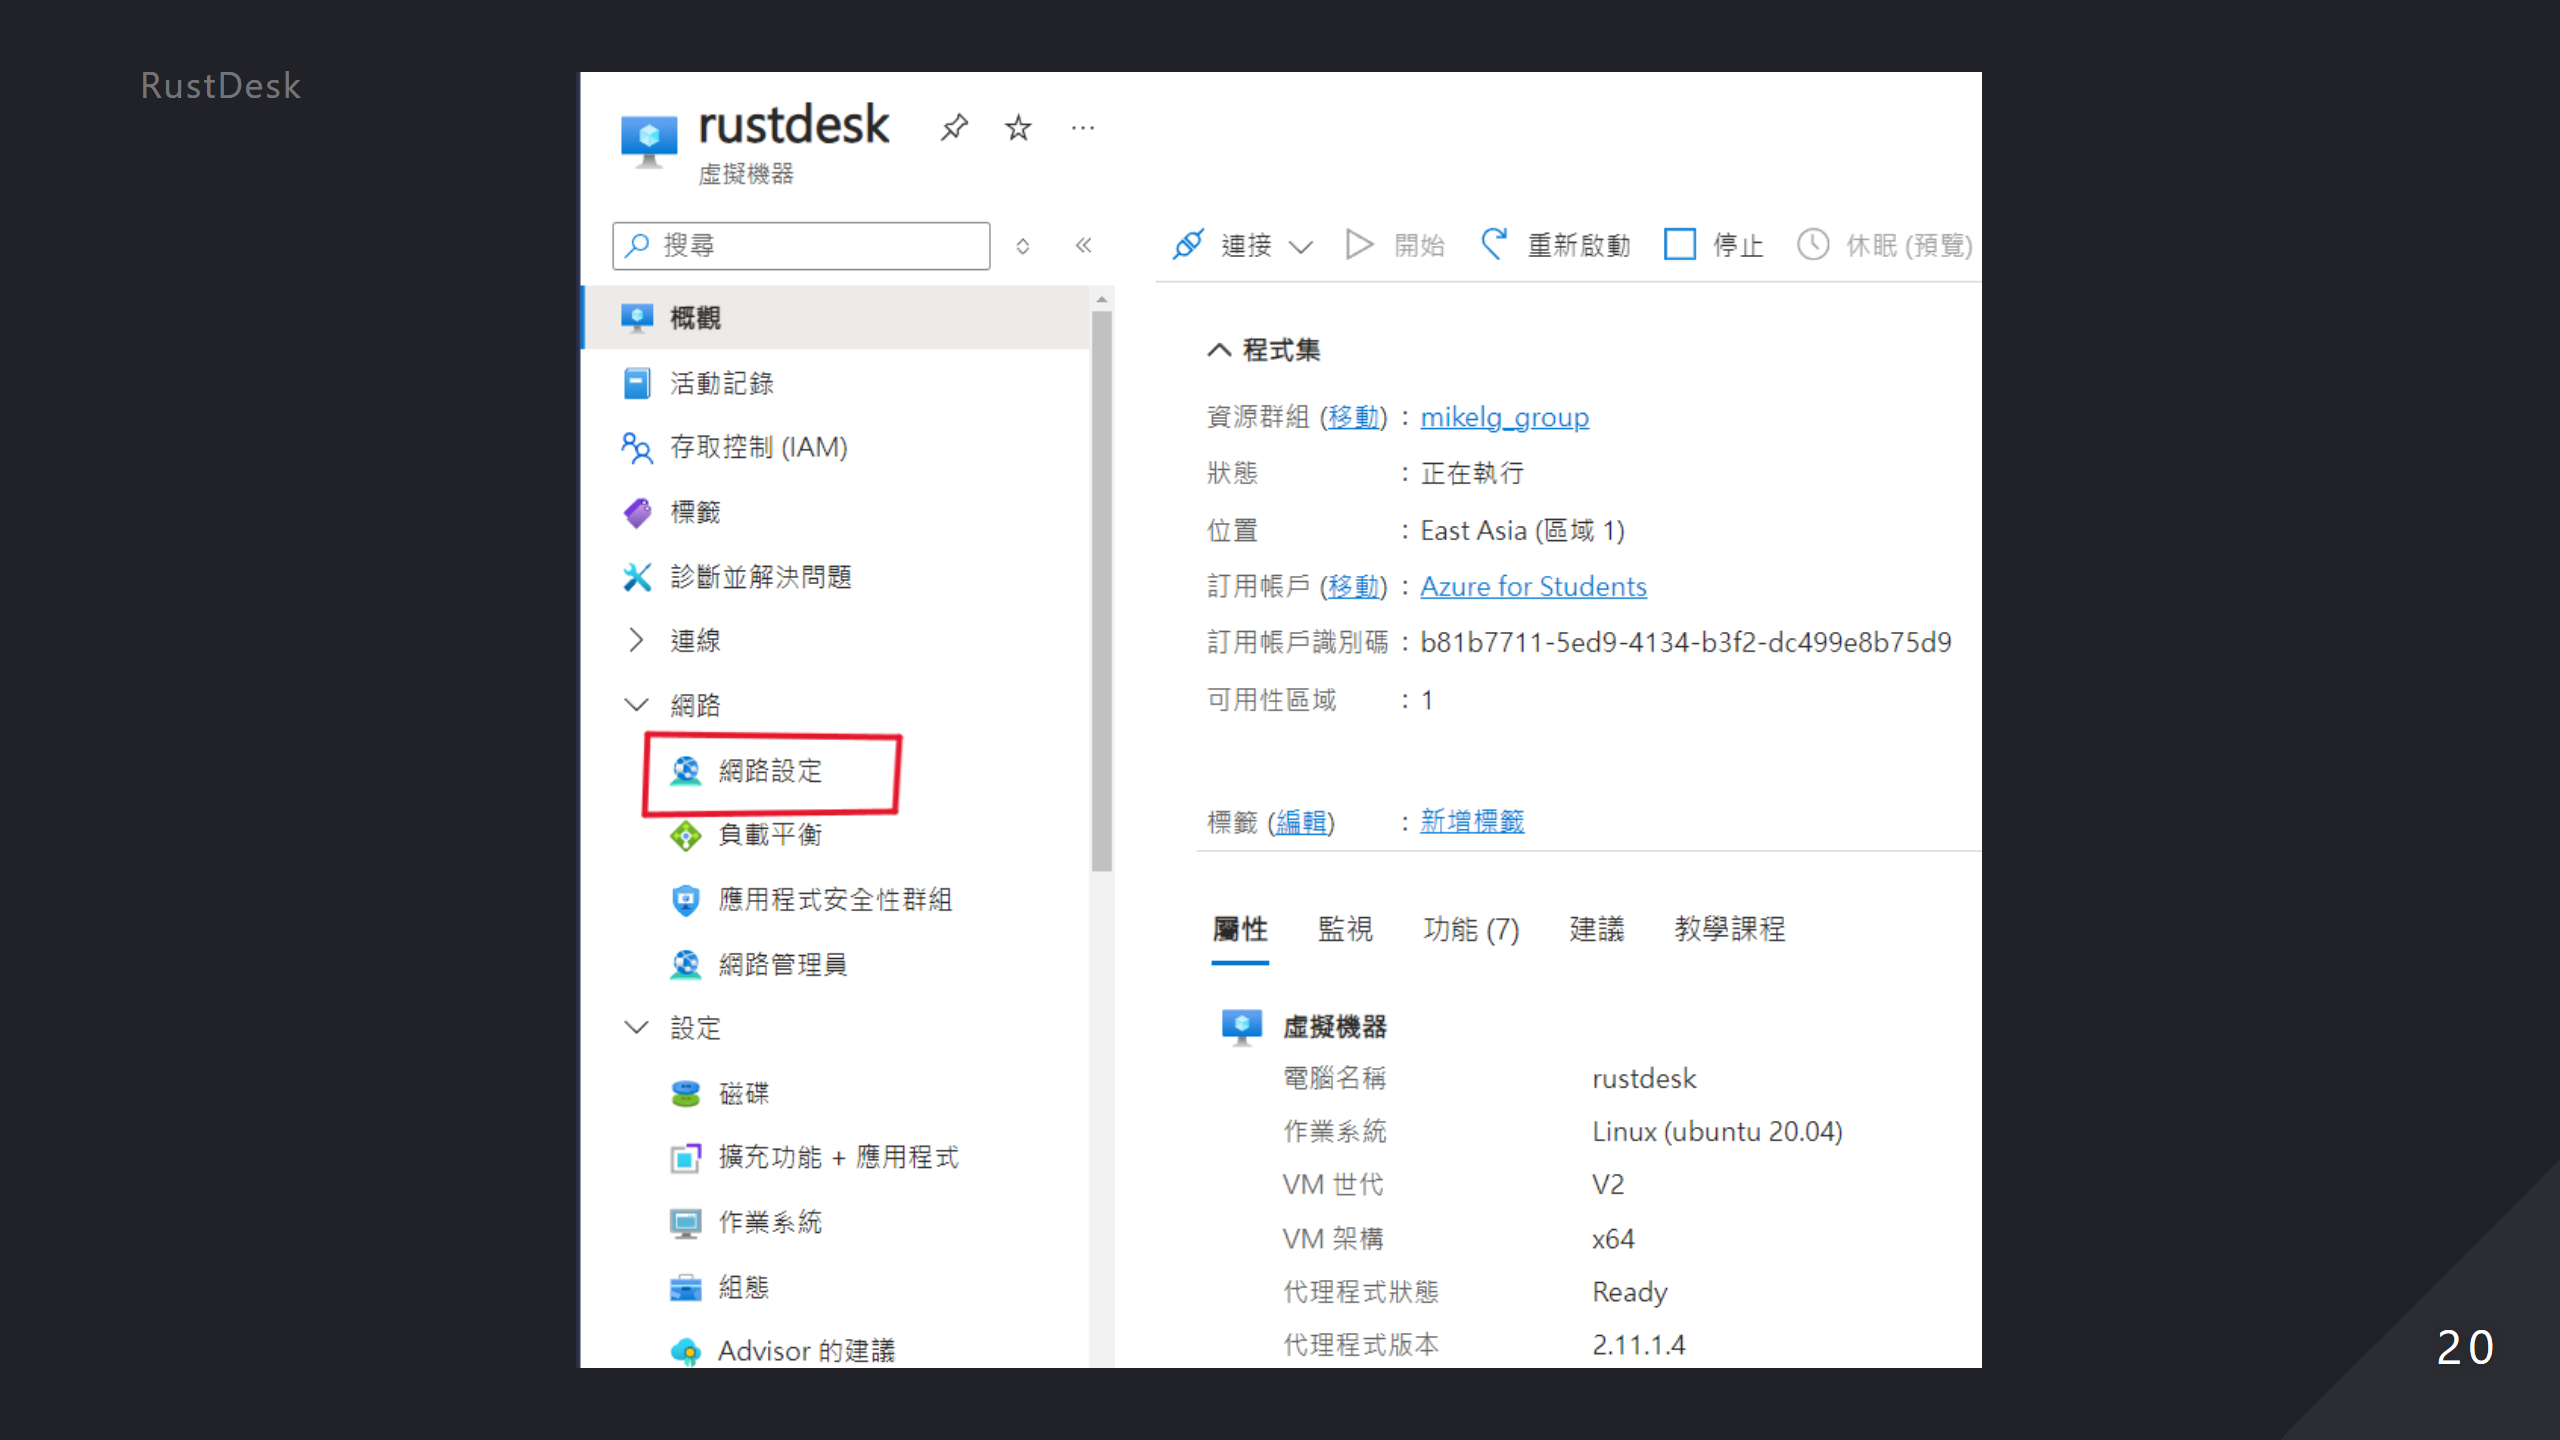 RustDesk
rustdesk
虛擬機器
搜尋
概觀
活動記錄
存取控制 (IAM)
標籤
診斷並解決問題
連線
網路
網路設定
負載平衡
應用程式安全性群組
網路管理員
設定
磁碟
擴充功能 + 應用程式
作業系統
組態
Advisor 的建議
連接 開始 重新啟動 停止 休眠 (預覽)
程式集
資源群組 (移動) : mikelg_group
狀態 : 正在執行
位置 : East Asia (區域 1)
訂用帳戶 (移動) : Azure for Students
訂用帳戶識別碼 : b81b7711-5ed9-4134-b3f2-dc499e8b75d9
可用性區域 : 1
標籤 (編輯) : 新增標籤
屬性 監視 功能 (7) 建議 教學課程
虛擬機器
電腦名稱 rustdesk
作業系統 Linux (ubuntu 20.04)
VM 世代 V2
VM 架構 x64
代理程式狀態 Ready
代理程式版本 2.11.1.4
20